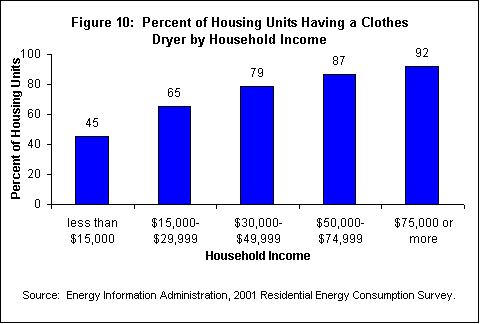 Figure 10:  Percent of Housing Units Having a Clothes
Dryer by Household Income
Percent of Housing Units
100
80
60
40
20
0
45
65
79
87
92
less than
$15,000
$15,000-
$29,999
$30,000-
$49,999
$50,000-
$74,999
$75,000 or
more
Household Income
Source:  Energy Information Administration, 2001 Residential Energy Consumption Survey.